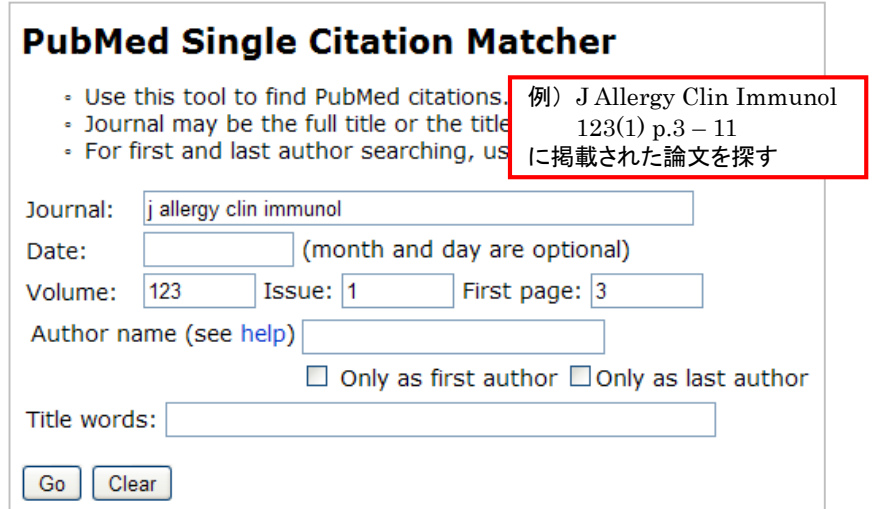 PubMed Single Citation Matcher
Use this tool to find PubMed citations.
Journal may be the full title or the title
For first and last author searching, us
例）J Allergy Clin Immunol
123(1) p.3 – 11
に掲載された論文を探す
Journal: j allergy clin immunol
Date: (month and day are optional)
Volume: 123 Issue: 1 First page: 3
Author name (see help)
Only as first author Only as last author
Title words:
Go Clear